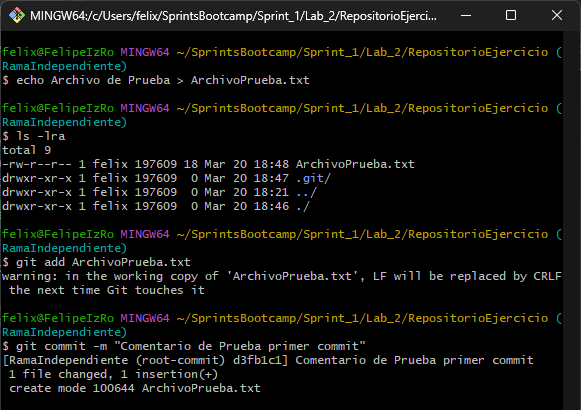 MINGW64:/c/Users/felix/SprintsBootcamp/Sprint_1/Lab_2/RepositorioEjerci...
felix@FelipeIzRo MINGW64 ~/SprintsBootcamp/Sprint_1/Lab_2/RepositorioEjercicio (
RamaIndependiente)
$ echo Archivo de Prueba > ArchivoPrueba.txt
felix@FelipeIzRo MINGW64 ~/SprintsBootcamp/Sprint_1/Lab_2/RepositorioEjercicio (
RamaIndependiente)
$ ls -lra
total 9
-rw-r--r-- 1 felix 197609 18 Mar 20 18:48 ArchivoPrueba.txt
drwxr-xr-x 1 felix 197609  0 Mar 20 18:47 .git/
drwxr-xr-x 1 felix 197609  0 Mar 20 18:21 ../
drwxr-xr-x 1 felix 197609  0 Mar 20 18:46 ./
felix@FelipeIzRo MINGW64 ~/SprintsBootcamp/Sprint_1/Lab_2/RepositorioEjercicio (
RamaIndependiente)
$ git add ArchivoPrueba.txt
warning: in the working copy of 'ArchivoPrueba.txt', LF will be replaced by CRLF
 the next time Git touches it
felix@FelipeIzRo MINGW64 ~/SprintsBootcamp/Sprint_1/Lab_2/RepositorioEjercicio (
RamaIndependiente)
$ git commit -m "Comentario de Prueba primer commit"
[RamaIndependiente (root-commit) d3fb1c1] Comentario de Prueba primer commit
 1 file changed, 1 insertion(+)
 create mode 100644 ArchivoPrueba.txt